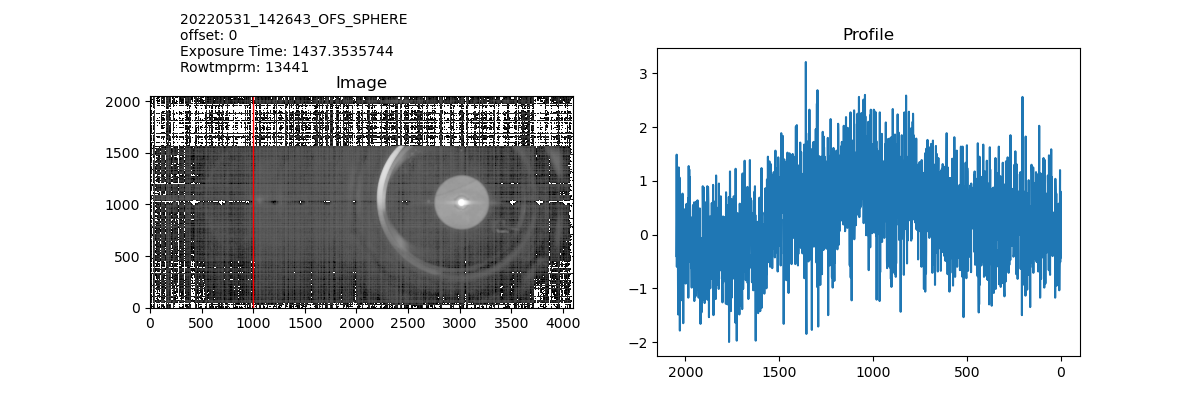 20220531_142643_OFS_SPHERE
offset: 0
Exposure Time: 1437.3535744
Rowtmprm: 13441
Image
2000
1500
1000
500
0
0 500 1000 1500 2000 2500 3000 3500 4000
Profile
3
2
1
0
−1
−2
2000 1500 1000 500 0